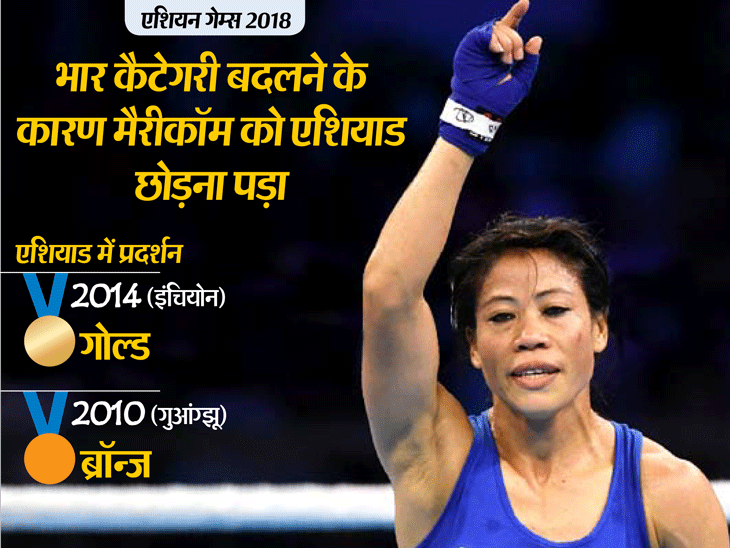 एशियन गेम्स 2018
भार कैटेगरी बदलने के
कारण मैरीकॉम को एशियाड
छोड़ना पड़ा
एशियाड में प्रदर्शन
2014 (इंचियोन)
गोल्ड
2010 (गुआंग्झू)
ब्रॉन्ज